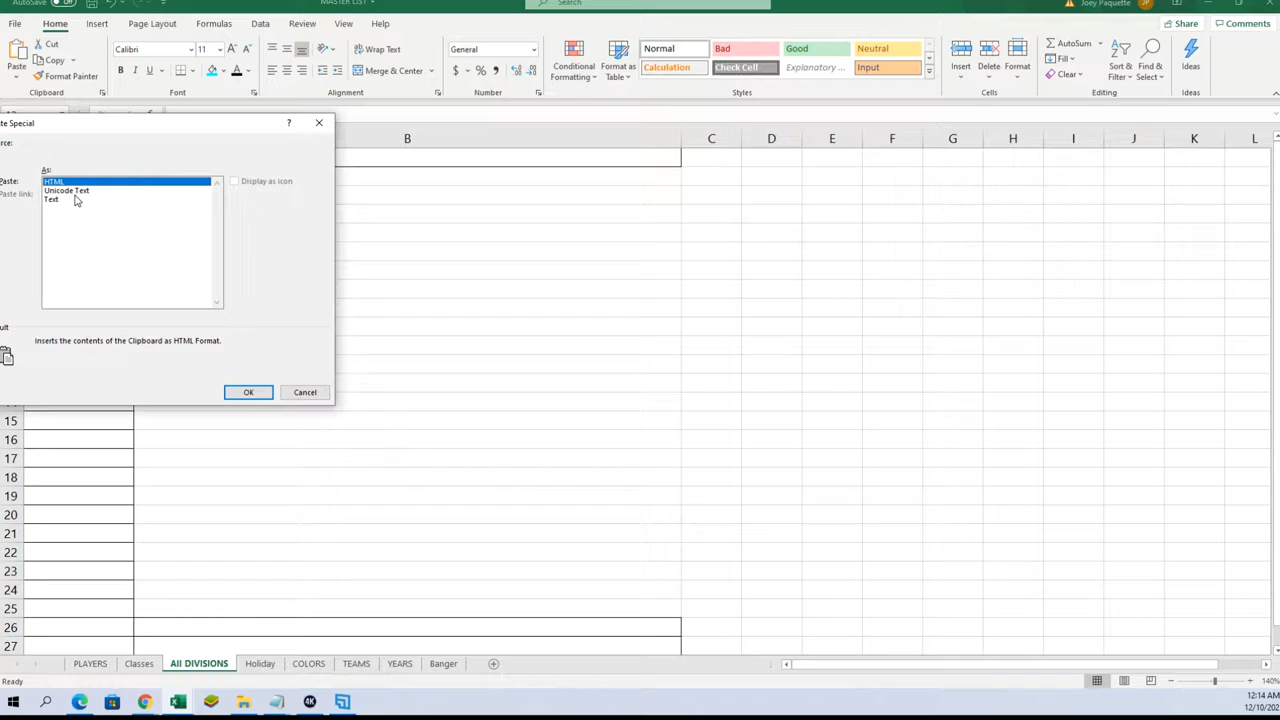 AutoSave Off MASTER LIST Search Joey Paquette JP
File Home Insert Page Layout Formulas Data Review View Help Share Comments
Paste Cut Copy Format Painter Clipboard
Calibri 11 B I U A Font
Wrap Text Merge & Center Alignment
General $ % , Number
Conditional Formatting Format as Table
Normal Bad Good Neutral
Calculation Check Cell Explanatory ... Input
Styles
Insert Delete Format Cells
AutoSum Fill Clear Sort & Filter Find & Select Editing
Ideas Ideas
te Special ?
B C D E F G H I J K L
rce:
As:
Paste: HTML Display as icon
Paste link: Unicode Text
Text
ult
Inserts the contents of the Clipboard as HTML Format.
OK Cancel
15
16
17
18
19
20
21
22
23
24
25
26
27
PLAYERS Classes All DIVISIONS Holiday COLORS TEAMS YEARS Banger
Ready 140%
4K
12:14 AM
12/10/202